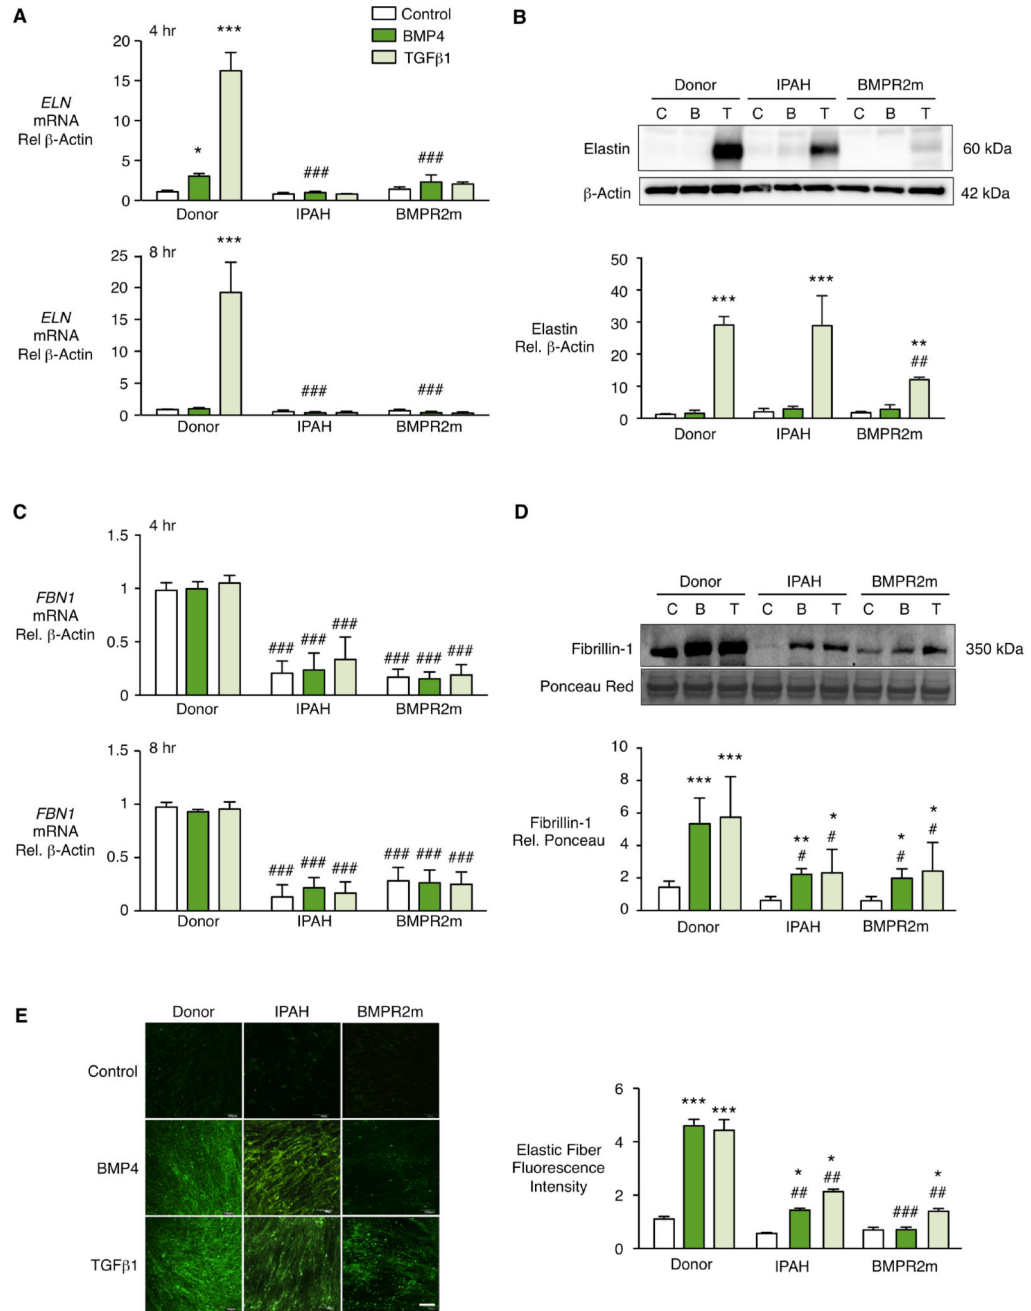 A
4 hr
***
Control
BMP4
TGFβ1
20
15
10
5
0
ELN
mRNA
Rel β-Actin
*
###
###
Donor
IPAH
BMPR2m
8 hr
***
25
20
15
10
5
0
ELN
mRNA
Rel β-Actin
###
###
Donor
IPAH
BMPR2m
B
Donor
IPAH
BMPR2m
C B T C B T C B T
Elastin
60 kDa
β-Actin
42 kDa
50
40
30
20
10
0
Elastin
Rel. β-Actin
***
***
**
##
Donor
IPAH
BMPR2m
C
4 hr
1.5
1
0.5
0
FBN1
mRNA
Rel. β-Actin
### ### ###
### ### ###
Donor
IPAH
BMPR2m
8 hr
1.5
1
0.5
0
FBN1
mRNA
Rel. β-Actin
### ### ###
### ### ###
Donor
IPAH
BMPR2m
D
Donor
IPAH
BMPR2m
C B T C B T C B T
Fibrillin-1
350 kDa
Ponceau Red
10
8
6
4
2
0
Fibrillin-1
Rel. Ponceau
***
***
**
#
*
#
*
#
*
#
Donor
IPAH
BMPR2m
E
Donor
IPAH
BMPR2m
Control
BMP4
TGFβ1
6
4
2
0
Elastic Fiber
Fluorescence
Intensity
***
***
*
##
*
##
###
*
##
Donor
IPAH
BMPR2m